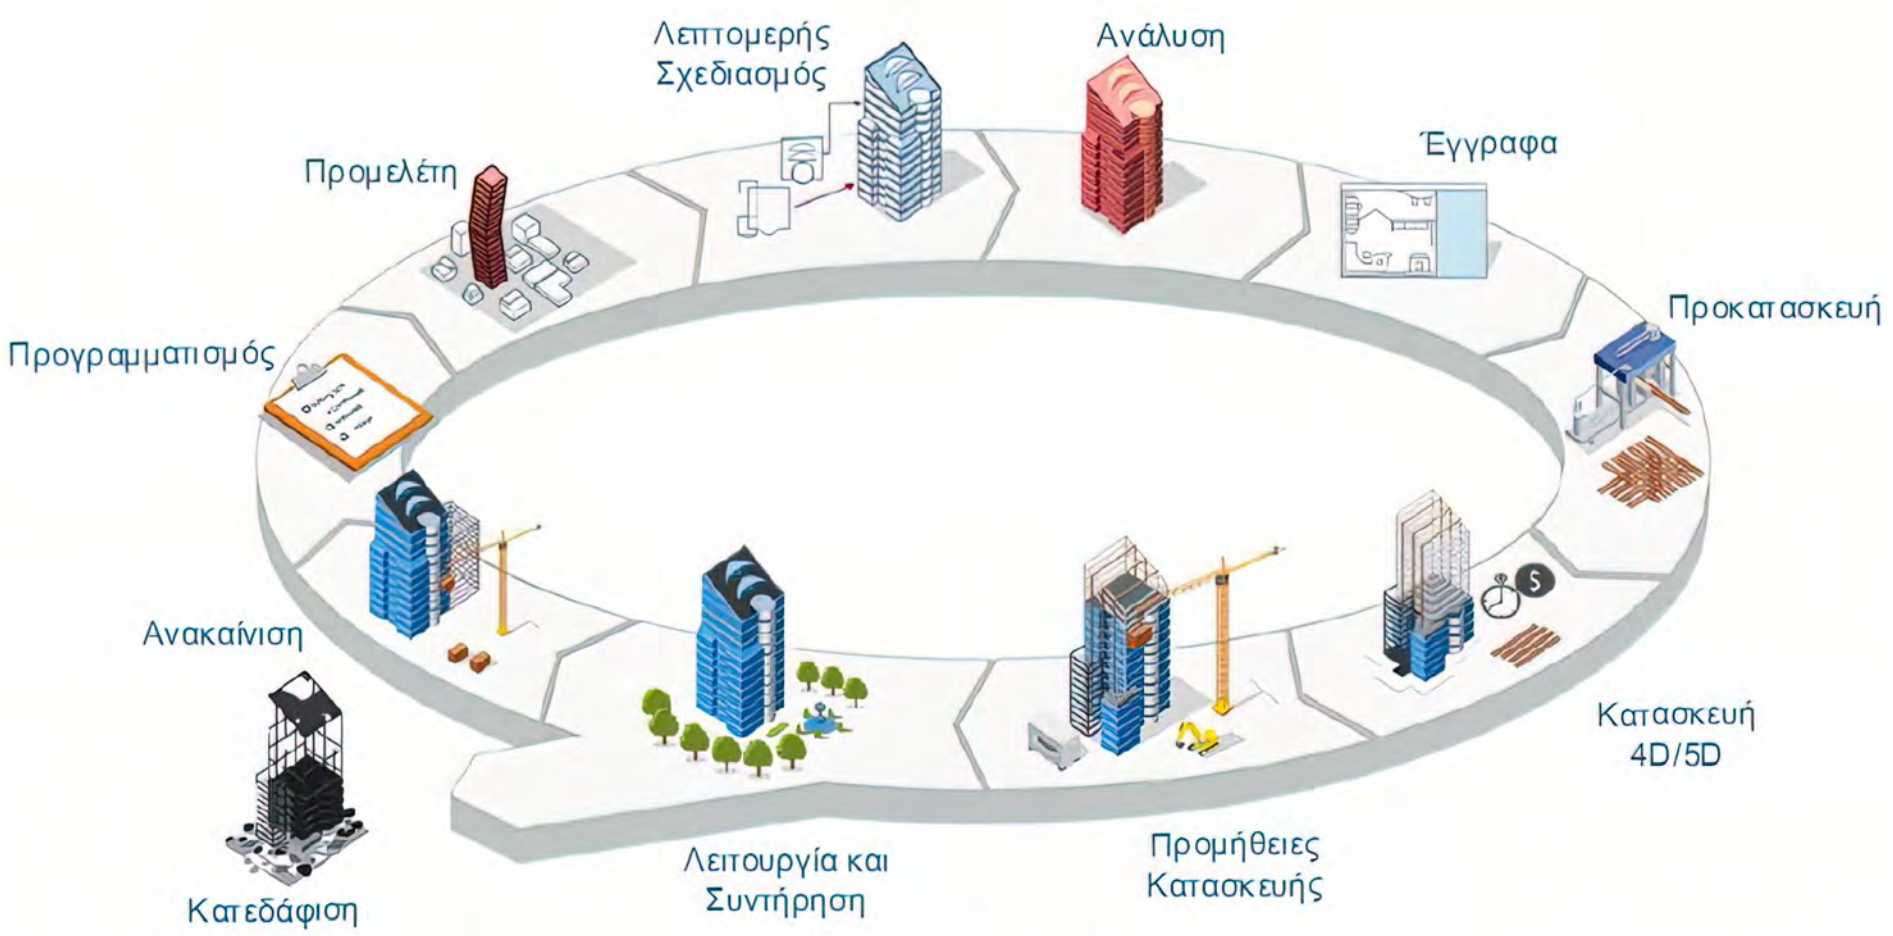 Λεπτομερής
Σχεδιασμός
Ανάλυση
Έγγραφα
Προμελέτη
Προκατασκευή
Προγραμματισμός
$
Ανακαίνιση
Κατασκευή
4D/5D
Προμήθειες
Κατασκευής
Λειτουργία και
Συντήρηση
Κατεδάφιση